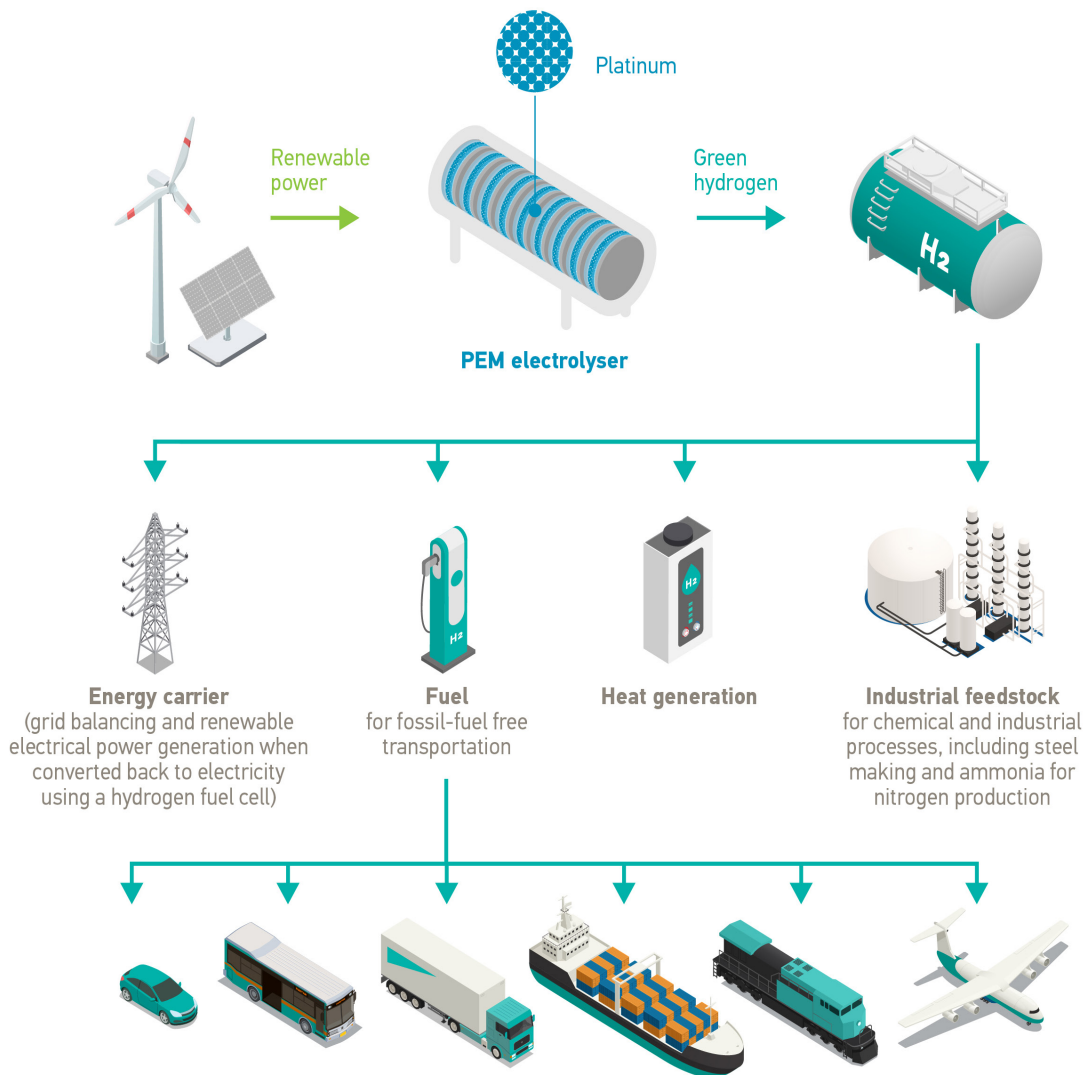 Platinum
Renewable
power
Green
hydrogen
H2
PEM electrolyser
H2
H2
Energy carrier
(grid balancing and renewable
electrical power generation when
converted back to electricity
using a hydrogen fuel cell)
Fuel
for fossil-fuel free
transportation
Heat generation
Industrial feedstock
for chemical and industrial
processes, including steel
making and ammonia for
nitrogen production